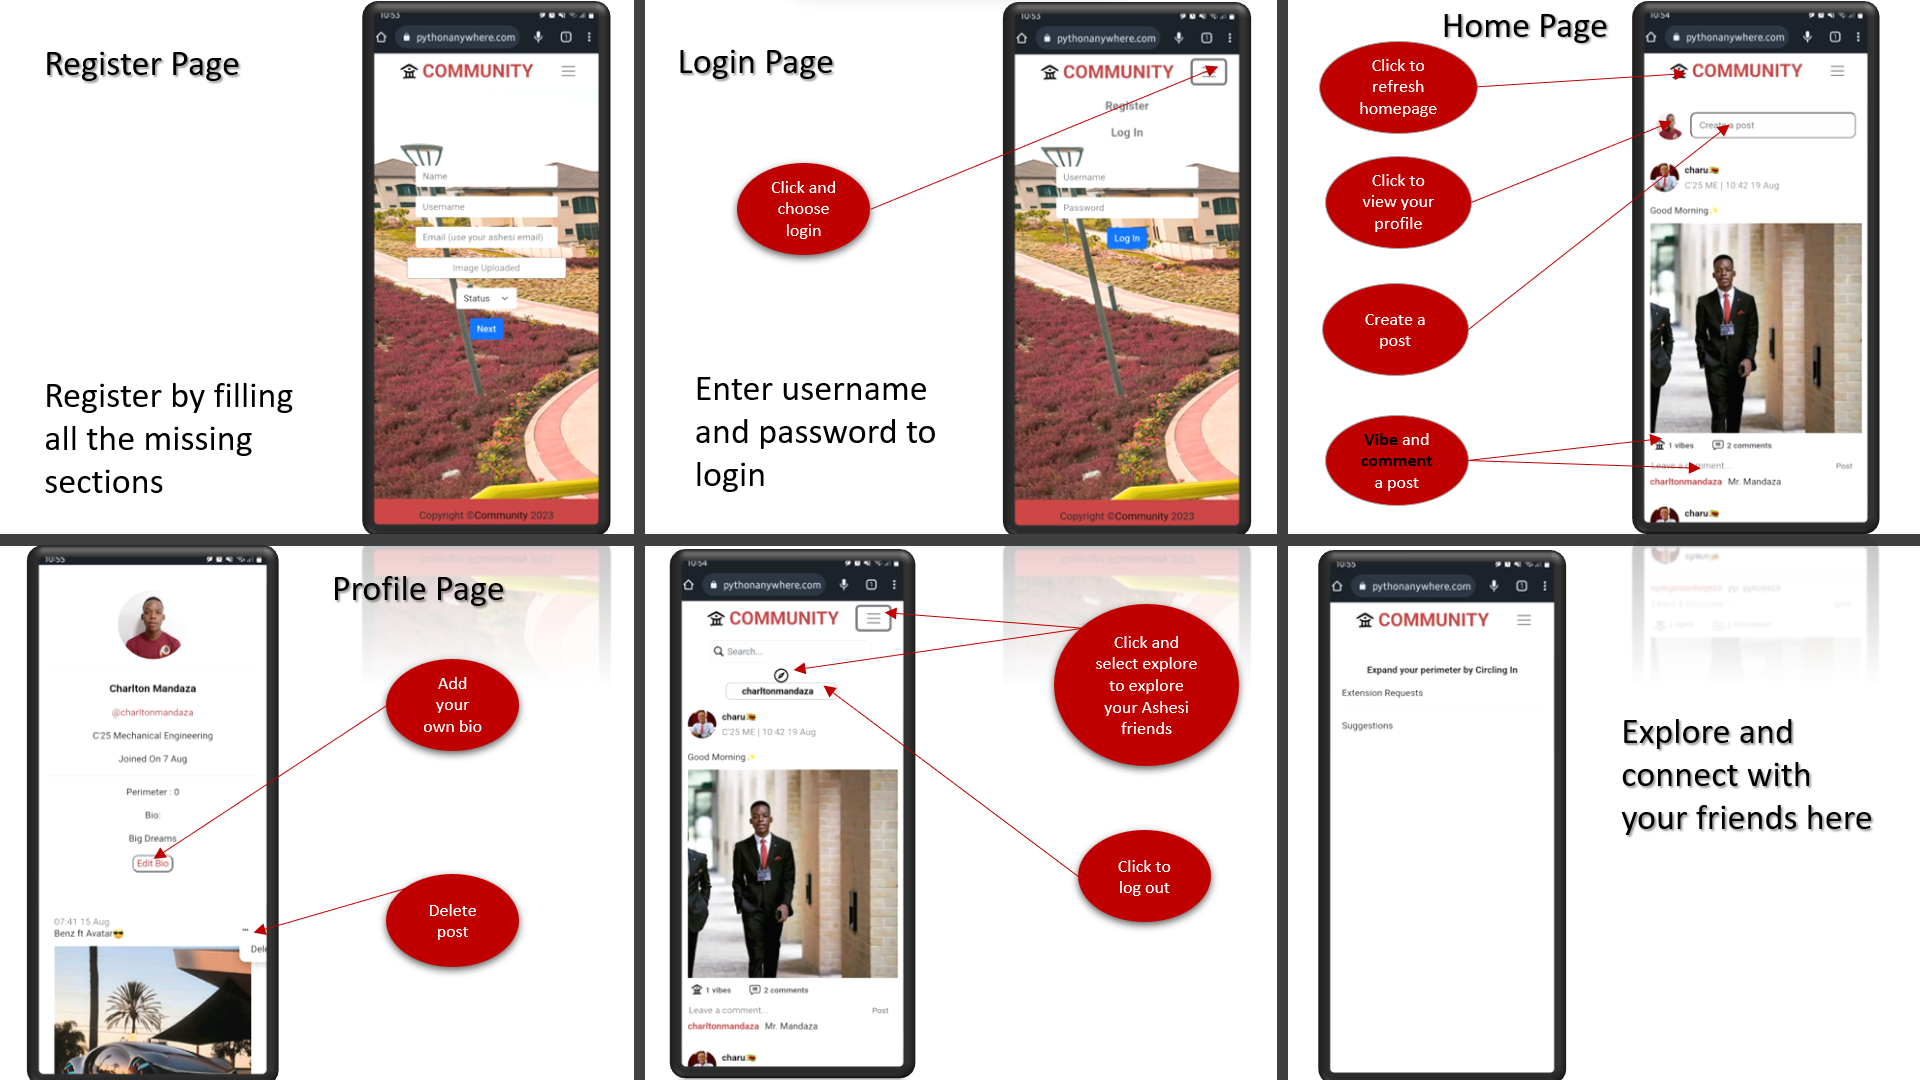 Register Page
Register by filling
all the missing
sections
10:53
pythonanywhere.com
1
COMMUNITY
Name
Username
Email (use your ashesi email)
Image Uploaded
Status
Next
Copyright ©Community 2023
Login Page
Click and
choose
login
Enter username
and password to
login
10:53
pythonanywhere.com
1
COMMUNITY
Register
Log In
Username
Password
Log In
Copyright ©Community 2023
Home Page
Click to
refresh
homepage
Click to
view your
profile
Create a
post
Vibe and
comment
a post
10:54
pythonanywhere.com
1
COMMUNITY
Create a post
charu
C'25 ME | 10:42 19 Aug
Good Morning✨
1 vibes 2 comments
Leave a comment... Post
charltonmandaza Mr. Mandaza
charu
10:55
Charlton Mandaza
@charltonmandaza
C'25 Mechanical Engineering
Joined On 7 Aug
Perimeter : 0
Bio:
Big Dreams
Edit Bio
07:41 15 Aug
Benz ft Avatar😎
...
Dele
Profile Page
Add
your
own bio
Delete
post
10:54
pythonanywhere.com
1
COMMUNITY
Search...
charltonmandaza
charu
C'25 ME | 10:42 19 Aug
Good Morning✨
1 vibes 2 comments
Leave a comment... Post
charltonmandaza Mr. Mandaza
charu
Click and
select explore
to explore
your Ashesi
friends
Click to
log out
10:55
pythonanywhere.com
1
COMMUNITY
Expand your perimeter by Circling In
Extension Requests
Suggestions
Explore and
connect with
your friends here